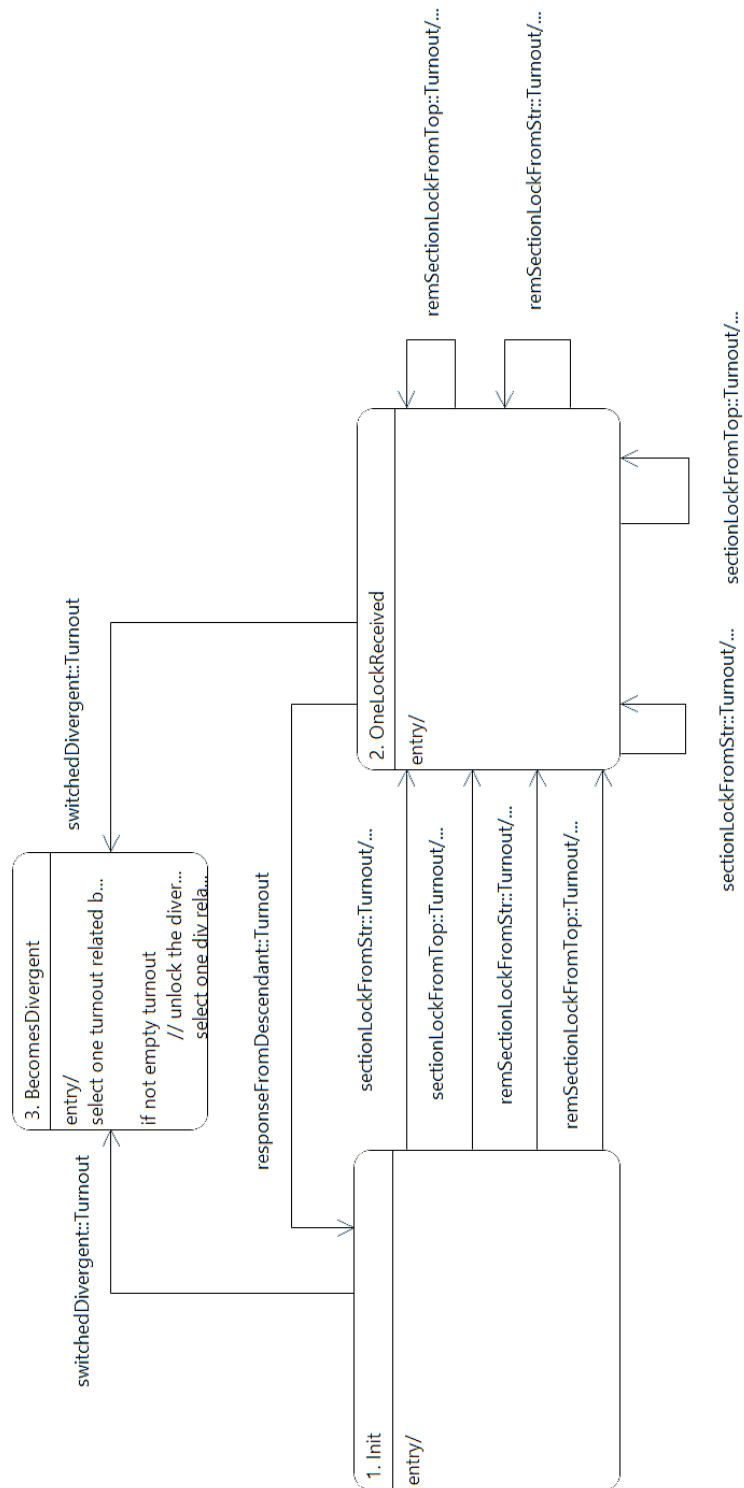 3. BecomesDivergent
entry/
select one turnout related b...
if not empty turnout
// unlock the diver...
select one div rela...
switchedDivergent::Turnout
switchedDivergent::Turnout
responseFromDescendant::Turnout
1. Init
entry/
sectionLockFromStr::Turnout/...
sectionLockFromTop::Turnout/...
remSectionLockFromStr::Turnout/...
remSectionLockFromTop::Turnout/...
2. OneLockReceived
entry/
remSectionLockFromTop::Turnout/...
remSectionLockFromStr::Turnout/...
sectionLockFromStr::Turnout/...
sectionLockFromTop::Turnout/...